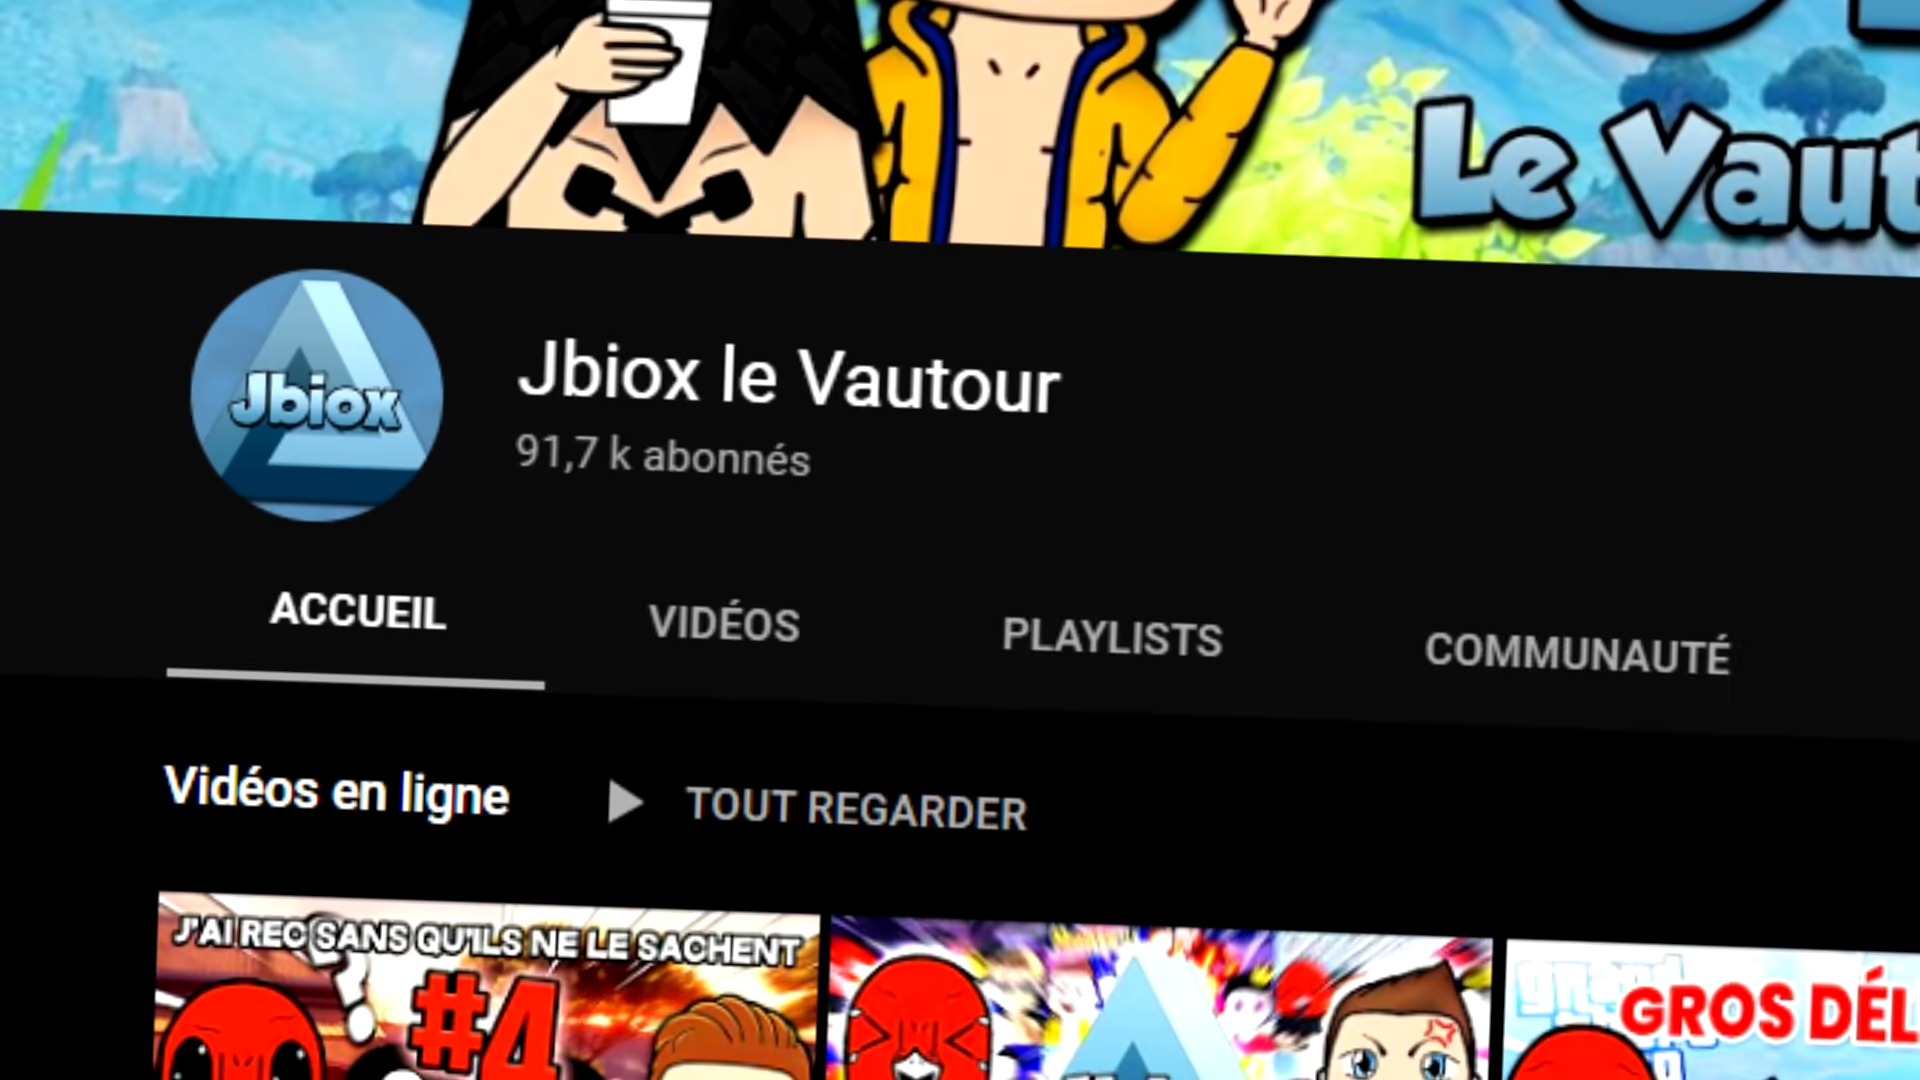 Le Vaut
Jbiox
Jbiox le Vautour
91,7 k abonnés
ACCUEIL
VIDÉOS
PLAYLISTS
COMMUNAUTÉ
Vidéos en ligne
TOUT REGARDER
J'AI REC SANS QU'ILS NE LE SACHENT
#4
grand
GROS DÉL